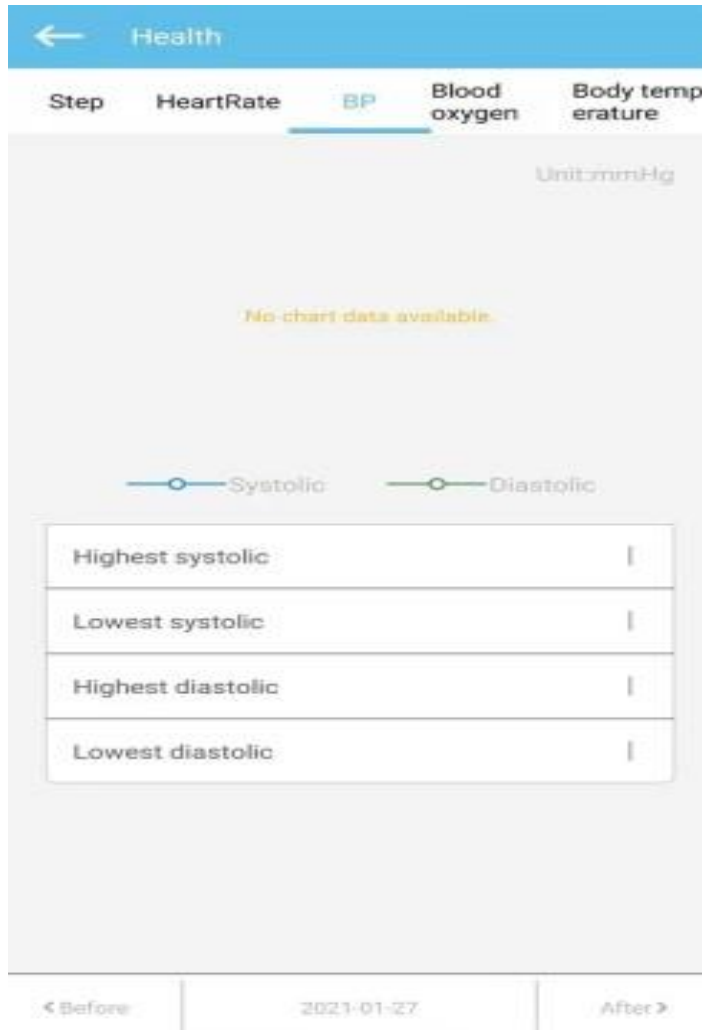 Health
Step HeartRate BP Blood oxygen Body temp erature
Unit:mmHg
No chart data available.
Systolic Diastolic
Highest systolic
Lowest systolic
Highest diastolic
Lowest diastolic
< Before 2021-01-27 After >